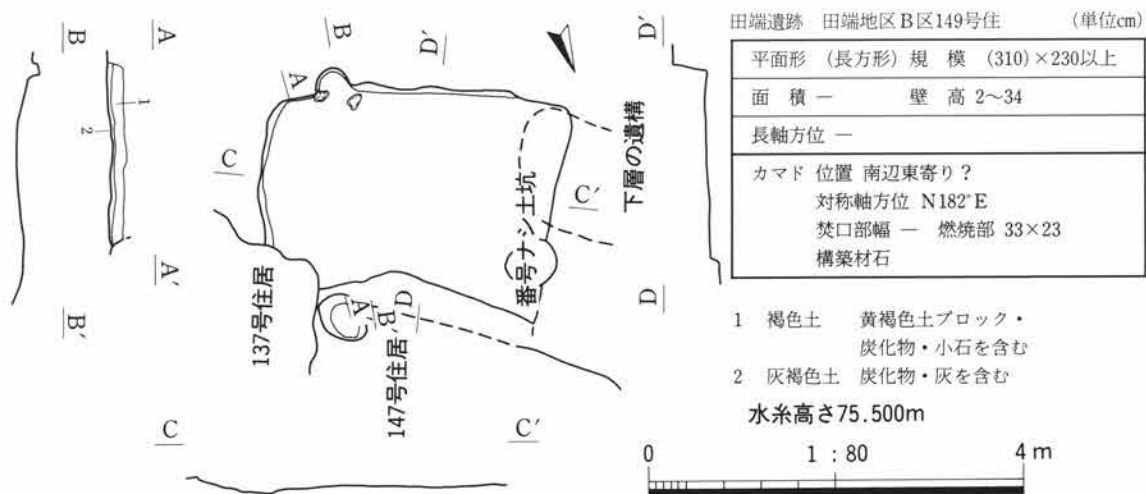 田端遺跡　田端地区B区149号住　（単位cm）
平面形　（長方形）　規　模　(310)×230以上
面　積　―　壁　高　2〜34
長軸方位　―
カマド　位置　南辺東寄り？
対称軸方位　N182°E
焚口部幅　―　燃焼部　33×23
構築材石
1　褐色土　黄褐色土ブロック・
炭化物・小石を含む
2　灰褐色土　炭化物・灰を含む
水糸高さ75.500m
0　1：80　4 m
B
A
B
D′
D′
A
1
2
C
C′
下層の遺構
番号ナシ土坑
A′
B′
137号住居
A′
B′
D
D
147号住居
C
C′